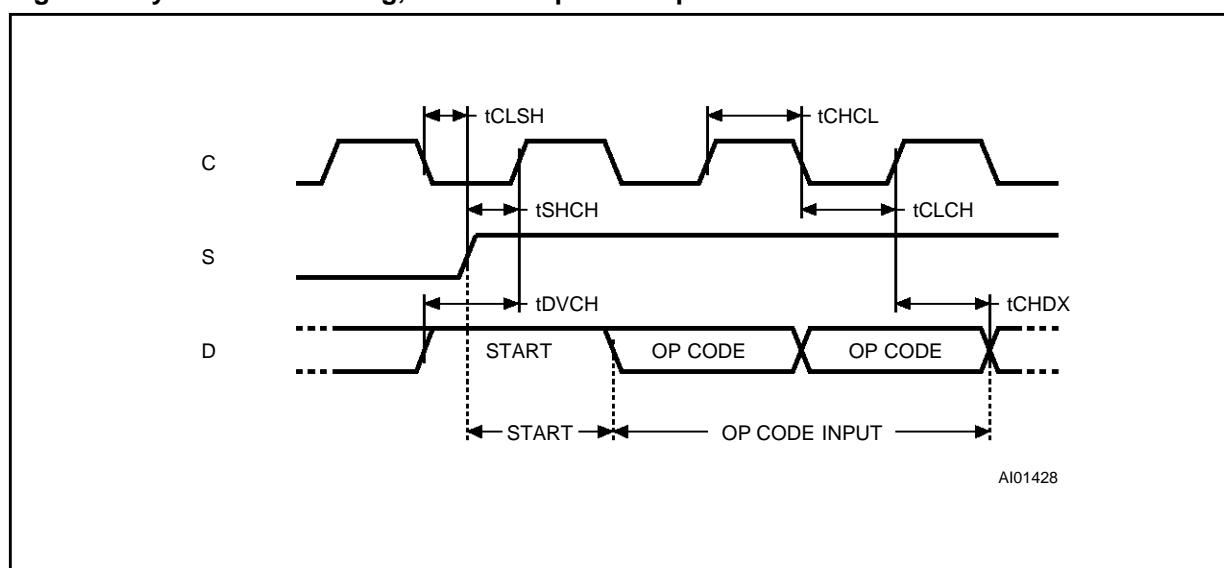 tCLSH
tCHCL
C
tSHCH
tCLCH
S
tDVCH
tCHDX
D
START
OP CODE
OP CODE
START
OP CODE INPUT
AI01428